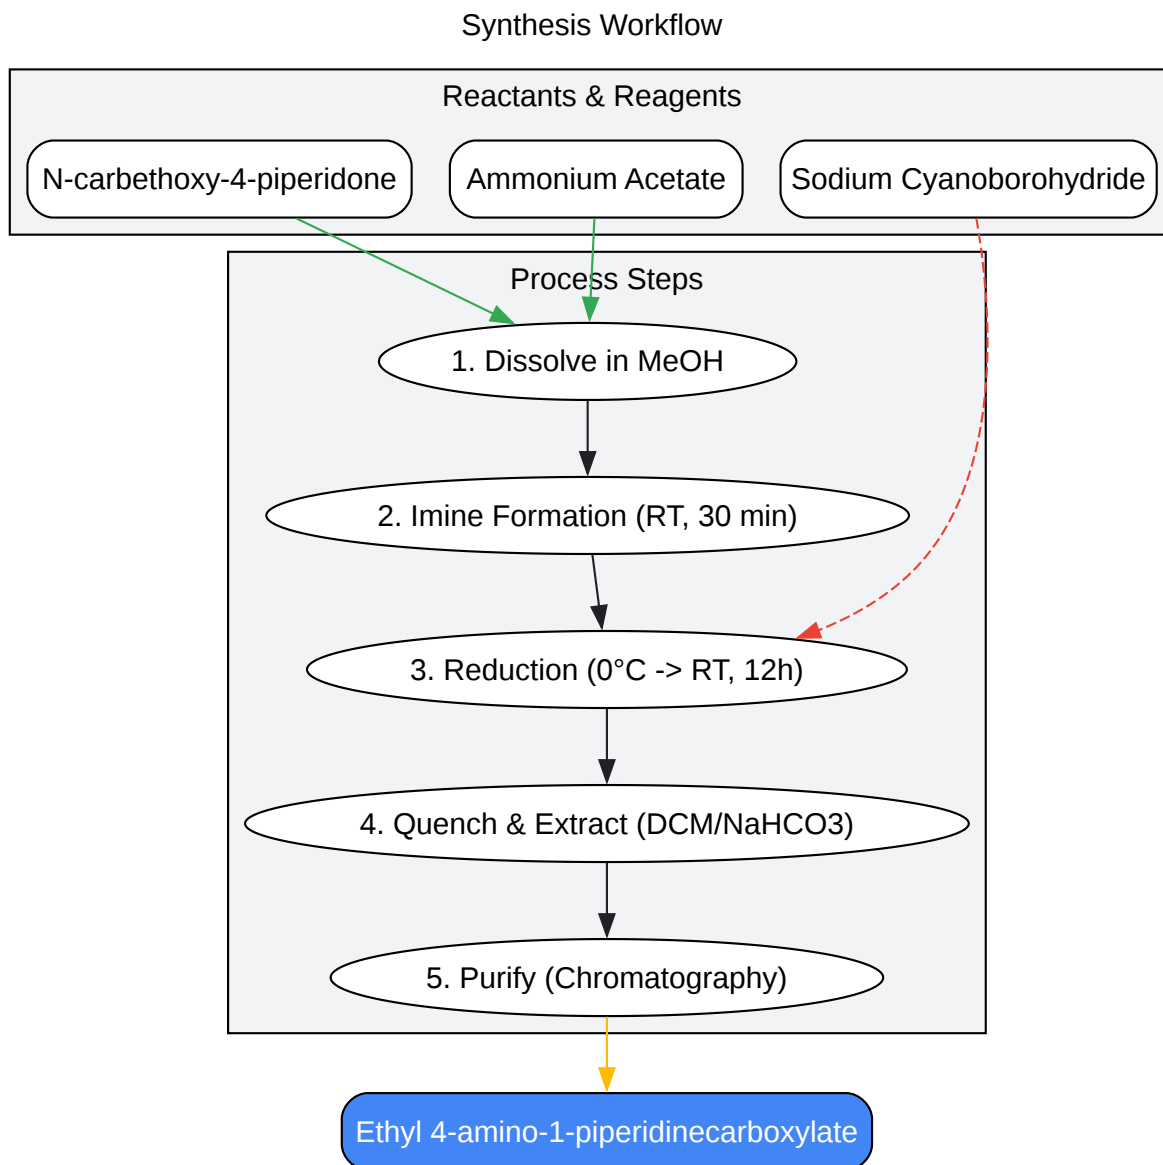 Synthesis Workflow
Reactants & Reagents
N-carbethoxy-4-piperidone
Ammonium Acetate
Sodium Cyanoborohydride
Process Steps
1. Dissolve in MeOH
2. Imine Formation (RT, 30 min)
3. Reduction (0°C -> RT, 12h)
4. Quench & Extract (DCM/NaHCO3)
5. Purify (Chromatography)
Ethyl 4-amino-1-piperidinecarboxylate